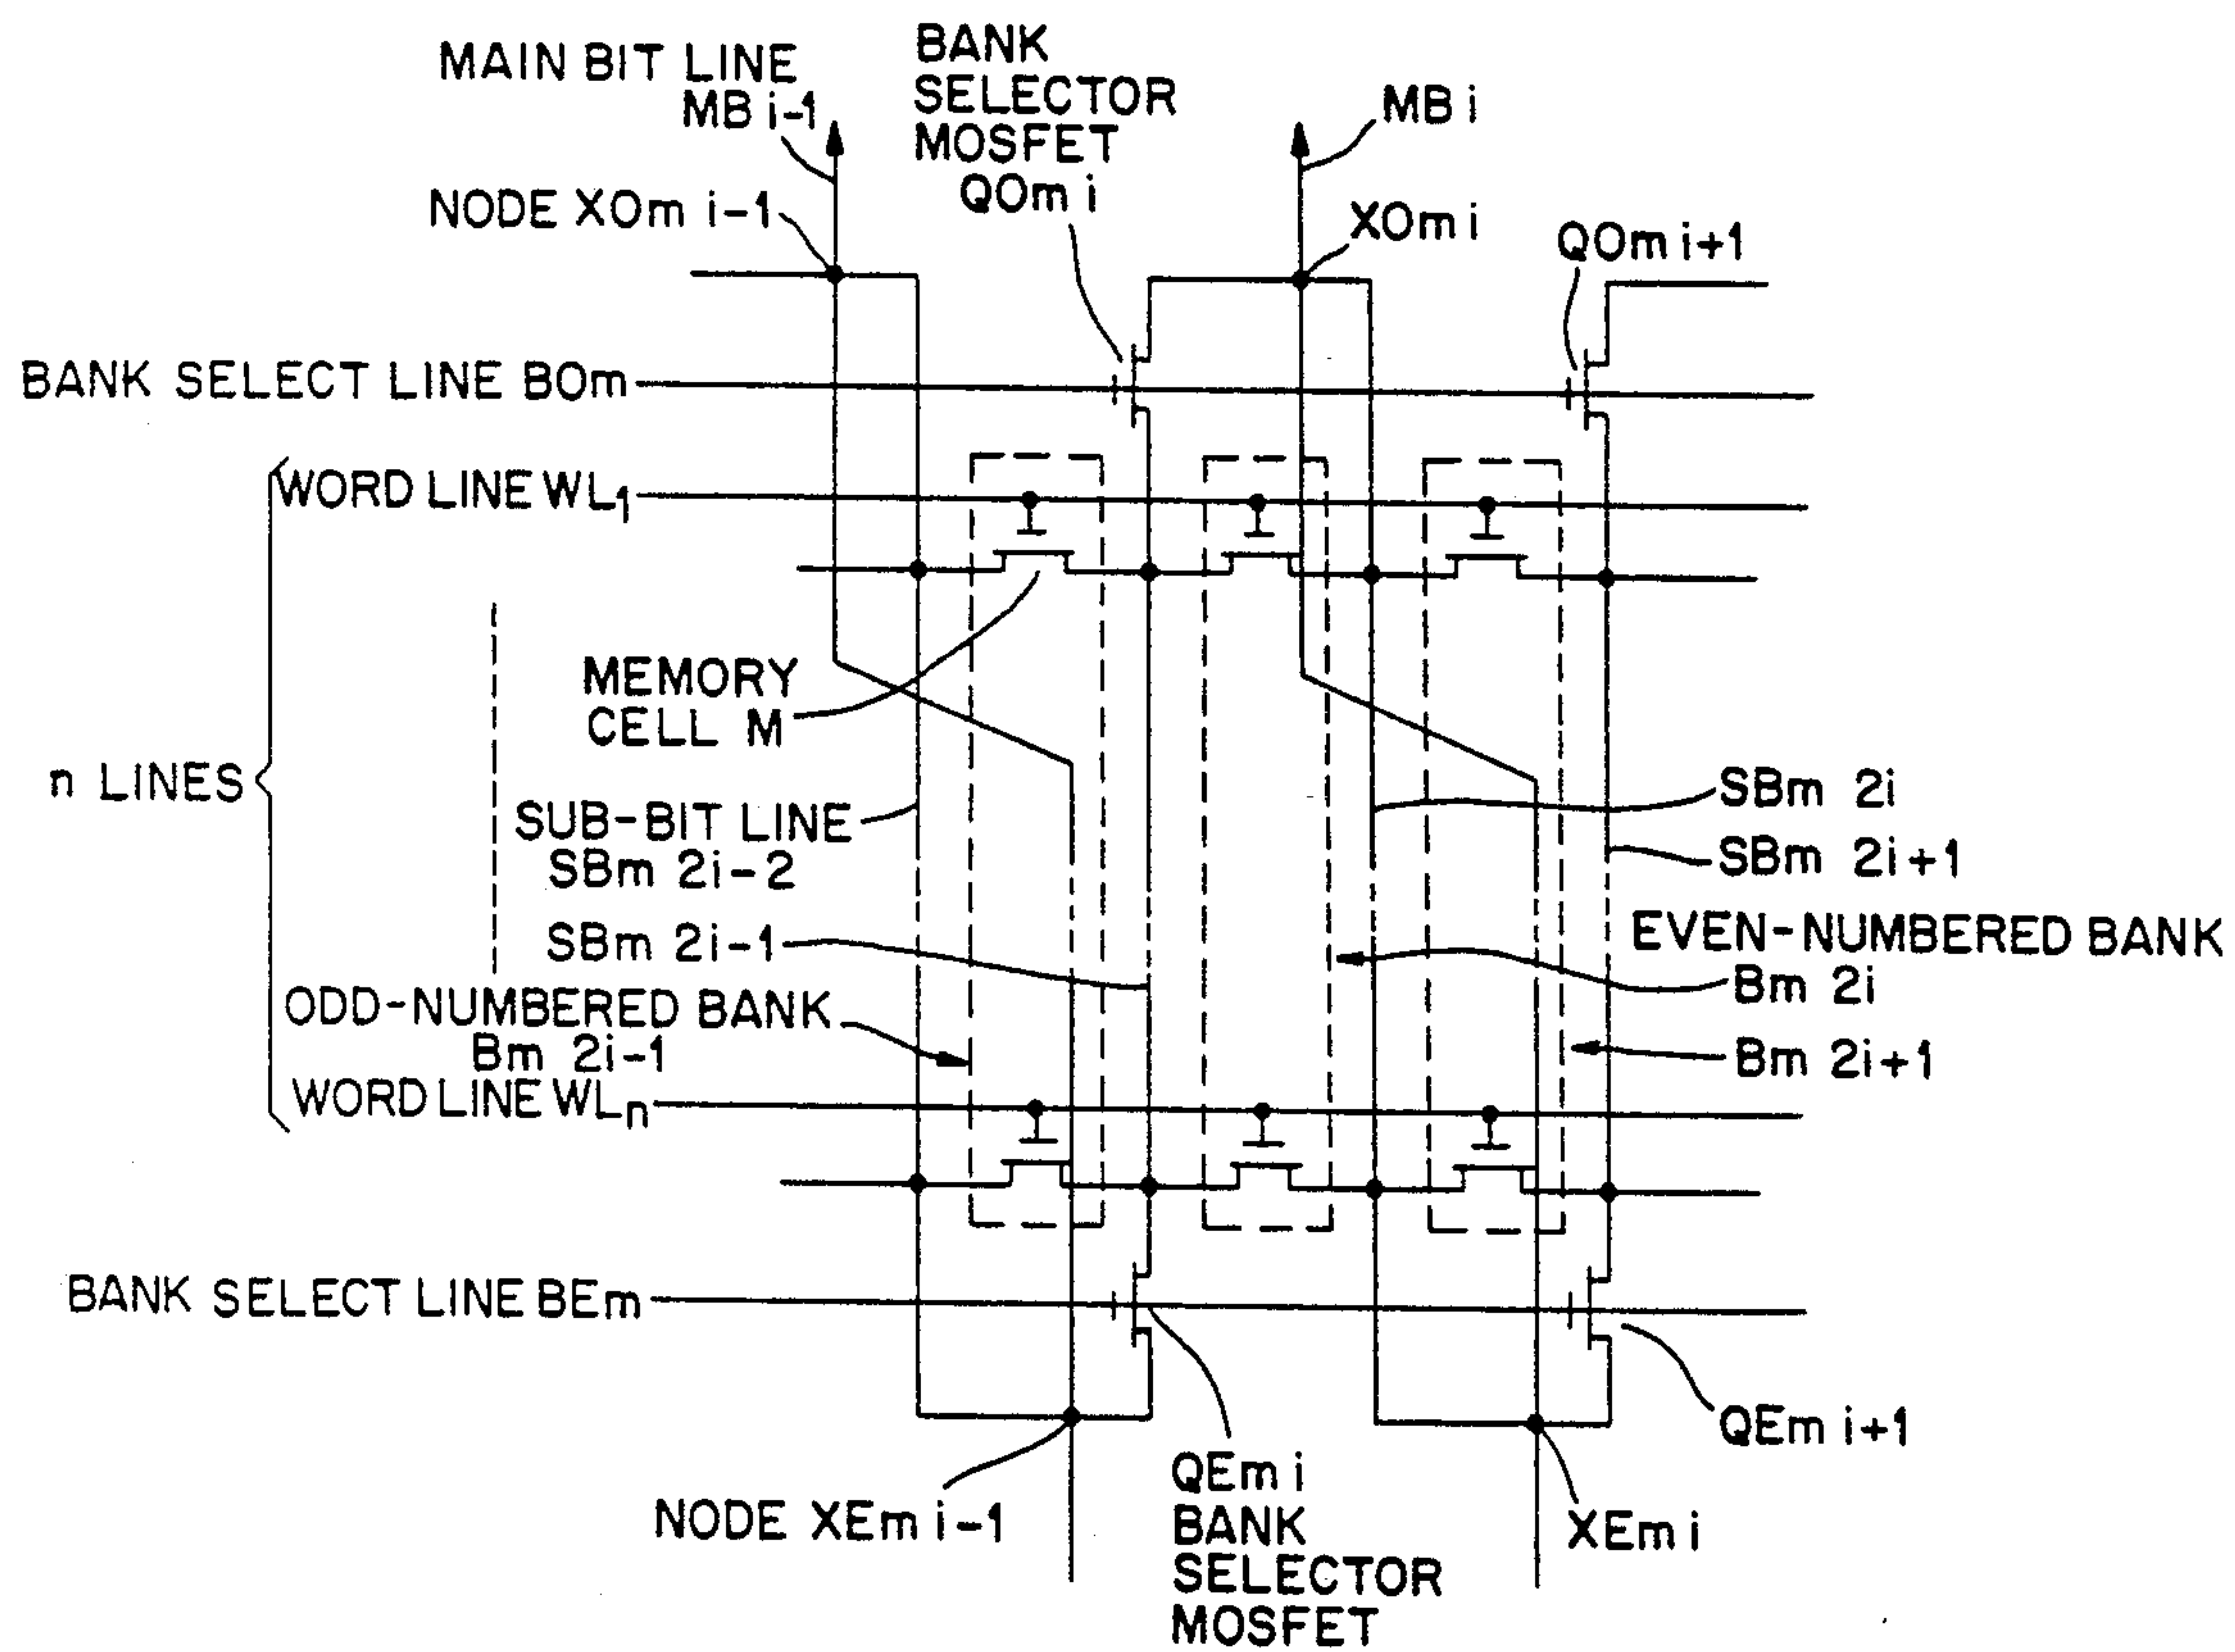 MAIN BIT LINE
MB i-1
BANK
SELECTOR
MOSFET
QOm i
MB i
NODE XOm i-1
XOm i
QOm i+1
BANK SELECT LINE BOm
WORD LINE WL1
MEMORY
CELL M
n LINES
SUB-BIT LINE
SBm 2i-2
SBm 2i
SBm 2i+1
SBm 2i-1
EVEN-NUMBERED BANK
Bm 2i
ODD-NUMBERED BANK
Bm 2i-1
Bm 2i+1
WORD LINE WLn
BANK SELECT LINE BEm
QEm i+1
NODE XEm i-1
QEm i
BANK
SELECTOR
MOSFET
XEm i